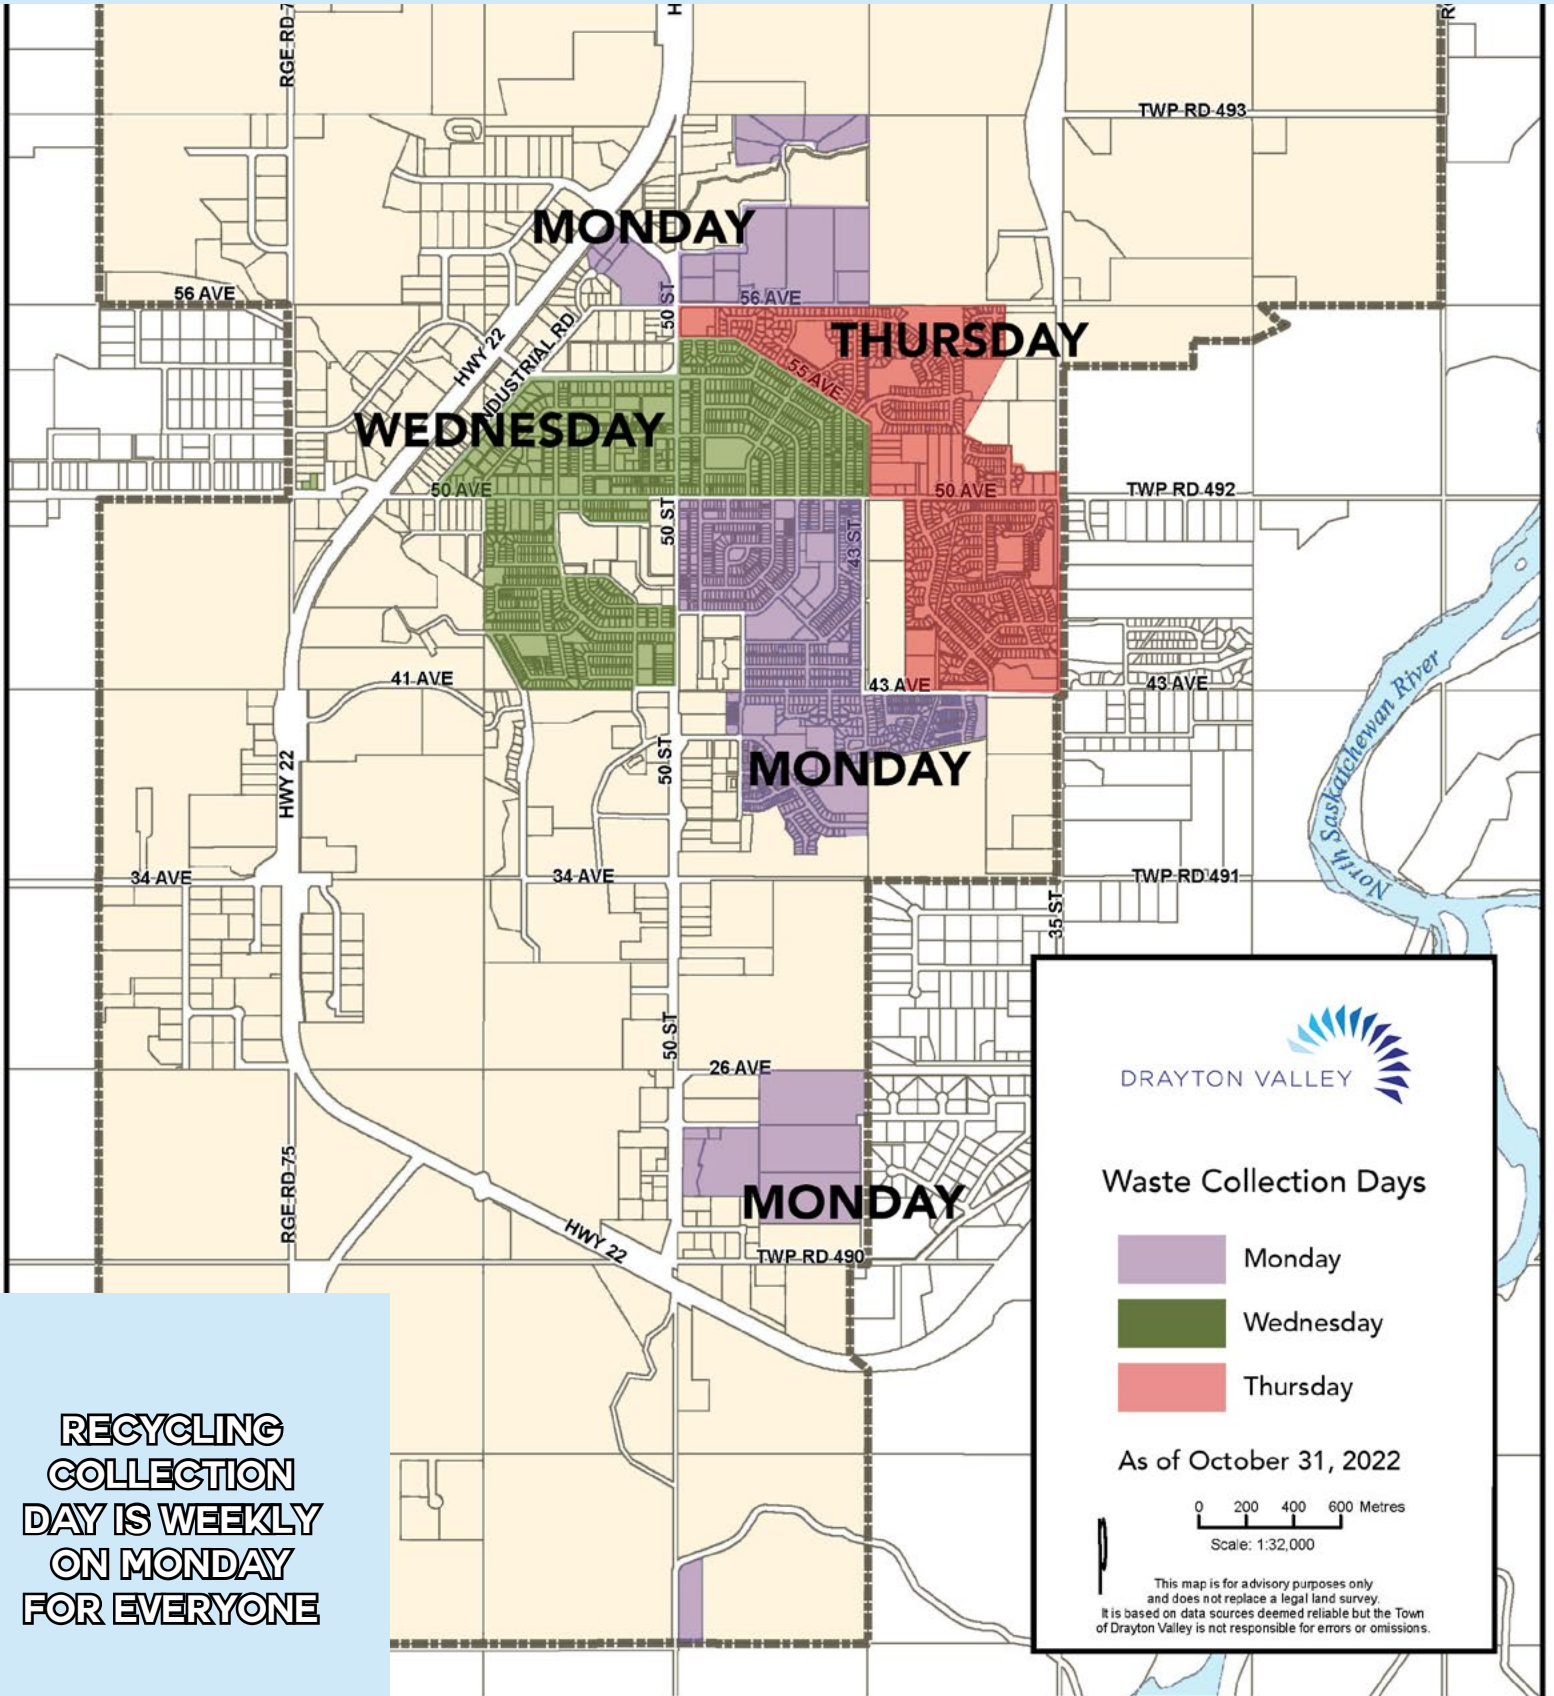 RGE RD 7
H
R
TWP RD 493
MONDAY
56 AVE
50 ST
56 AVE
THURSDAY
HWY 22
INDUSTRIAL RD
55 AVE
WEDNESDAY
50 AVE
50 AVE
TWP RD 492
50 ST
43 ST
41 AVE
43 AVE
43 AVE
North Saskatchewan River
HWY 22
50 ST
MONDAY
34 AVE
34 AVE
TWP RD 491
35 ST
50 ST
26 AVE
RGE RD 75
MONDAY
HWY 22
TWP RD 490
DRAYTON VALLEY
Waste Collection Days
Monday
Wednesday
Thursday
As of October 31, 2022
0 200 400 600 Metres
Scale: 1:32,000
This map is for advisory purposes only
and does not replace a legal land survey.
It is based on data sources deemed reliable but the Town
of Drayton Valley is not responsible for errors or omissions.
RECYCLING
COLLECTION
DAY IS WEEKLY
ON MONDAY
FOR EVERYONE